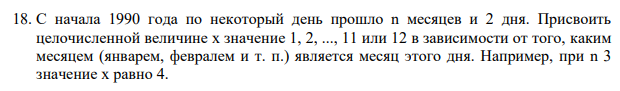 18. С начала 1990 года по некоторый день прошло n месяцев и 2 дня. Присвоить
целочисленной величине x значение 1, 2, ..., 11 или 12 в зависимости от того, каким
месяцем (январем, февралем и т. п.) является месяц этого дня. Например, при n 3
значение x равно 4.